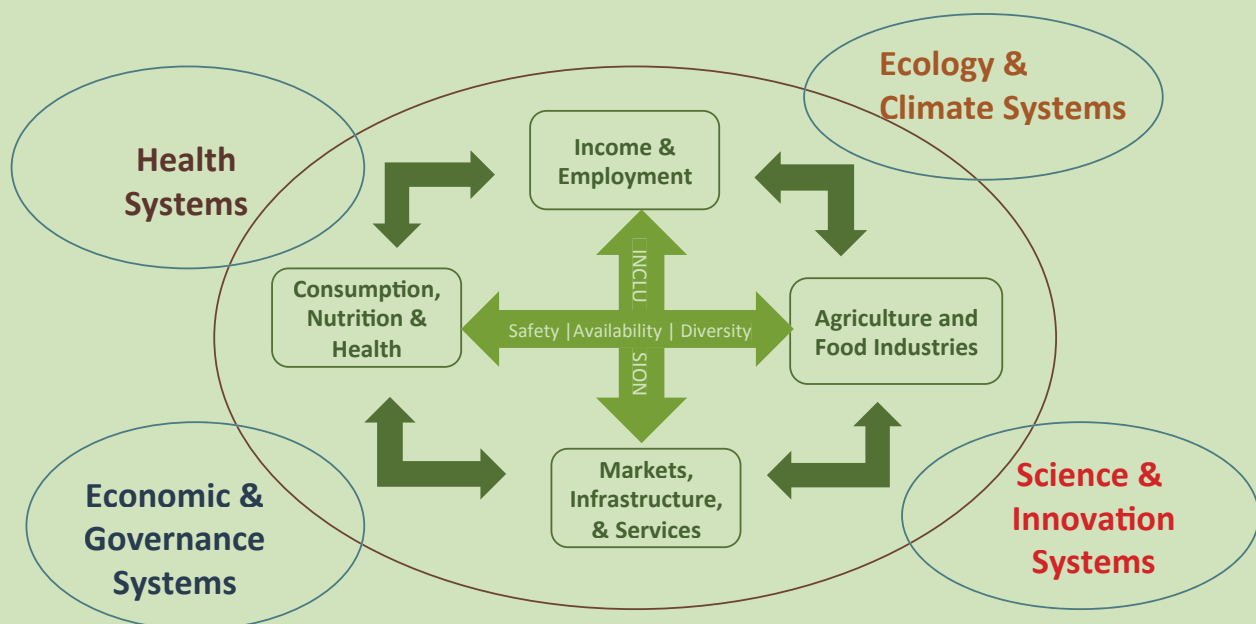 Ecology &
Climate Systems
Health
Systems
Income &
Employment
Consumption,
Nutrition &
Health
INCLU
SION
Safety |Availability | Diversity
Agriculture and
Food Industries
Markets,
Infrastructure,
& Services
Economic &
Governance
Systems
Science &
Innovation
Systems